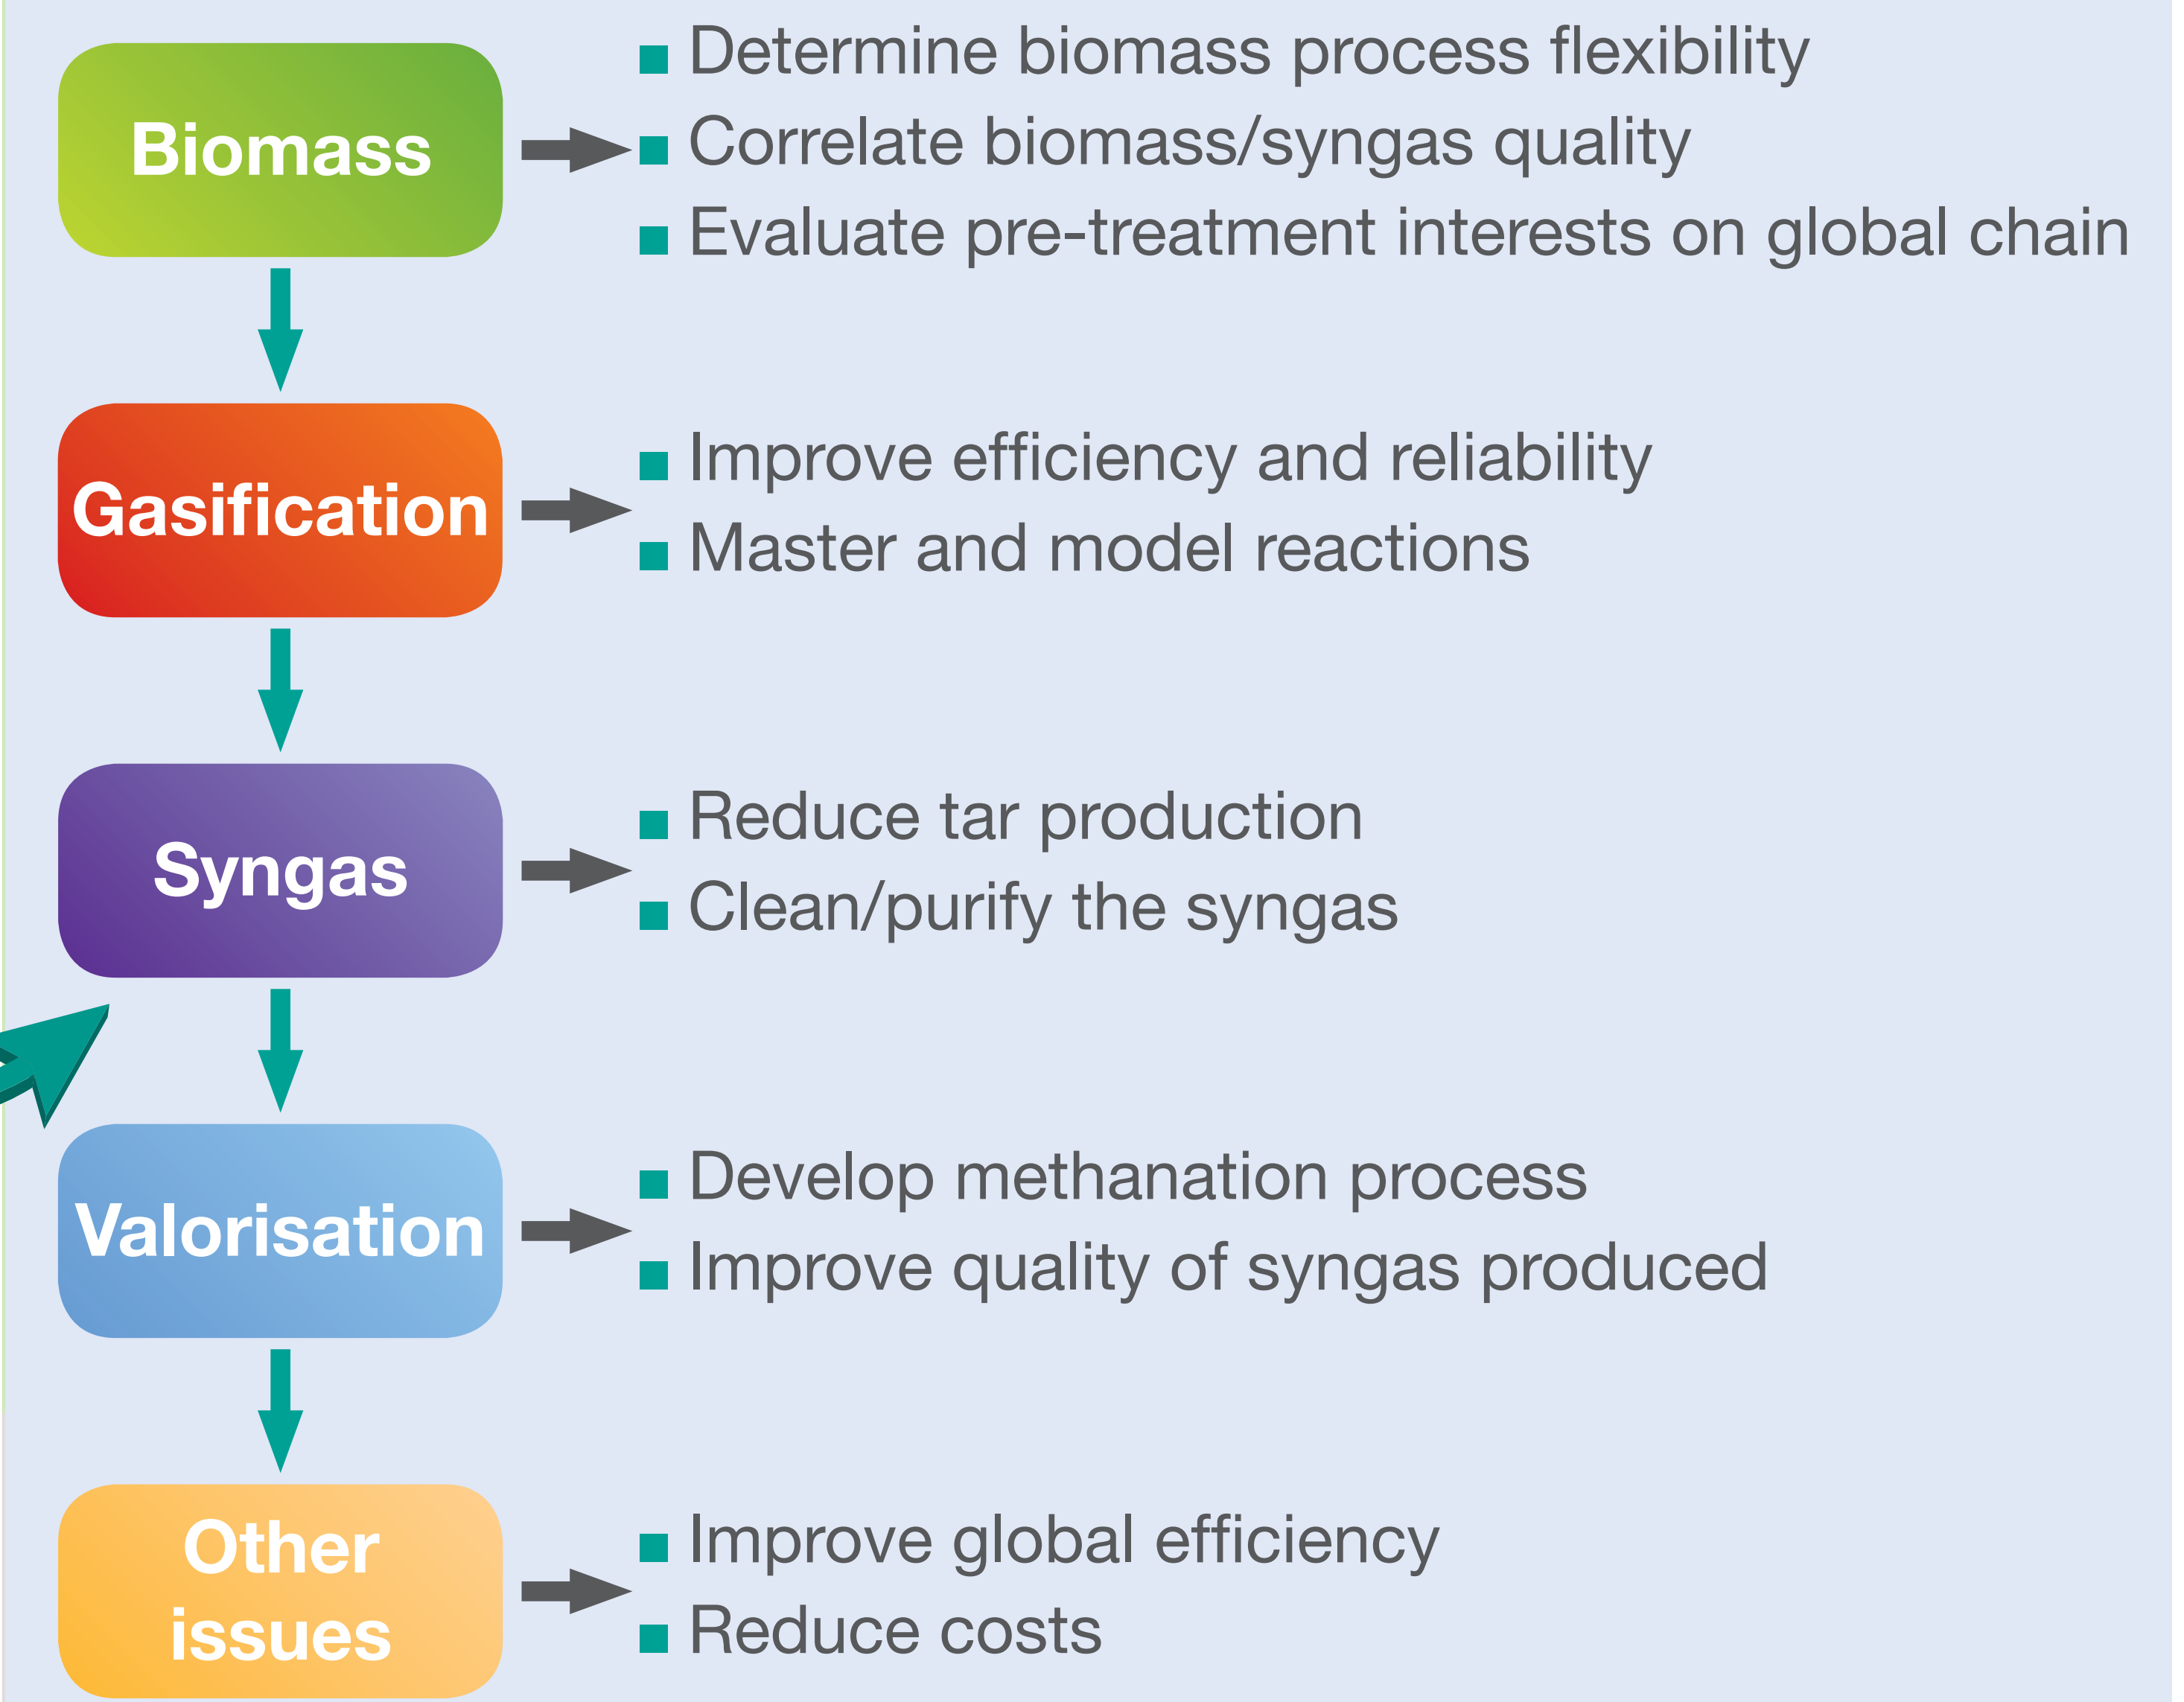 Biomass
Determine biomass process flexibility
Correlate biomass/syngas quality
Evaluate pre-treatment interests on global chain
Gasification
Improve efficiency and reliability
Master and model reactions
Syngas
Reduce tar production
Clean/purify the syngas
Valorisation
Develop methanation process
Improve quality of syngas produced
Other
issues
Improve global efficiency
Reduce costs